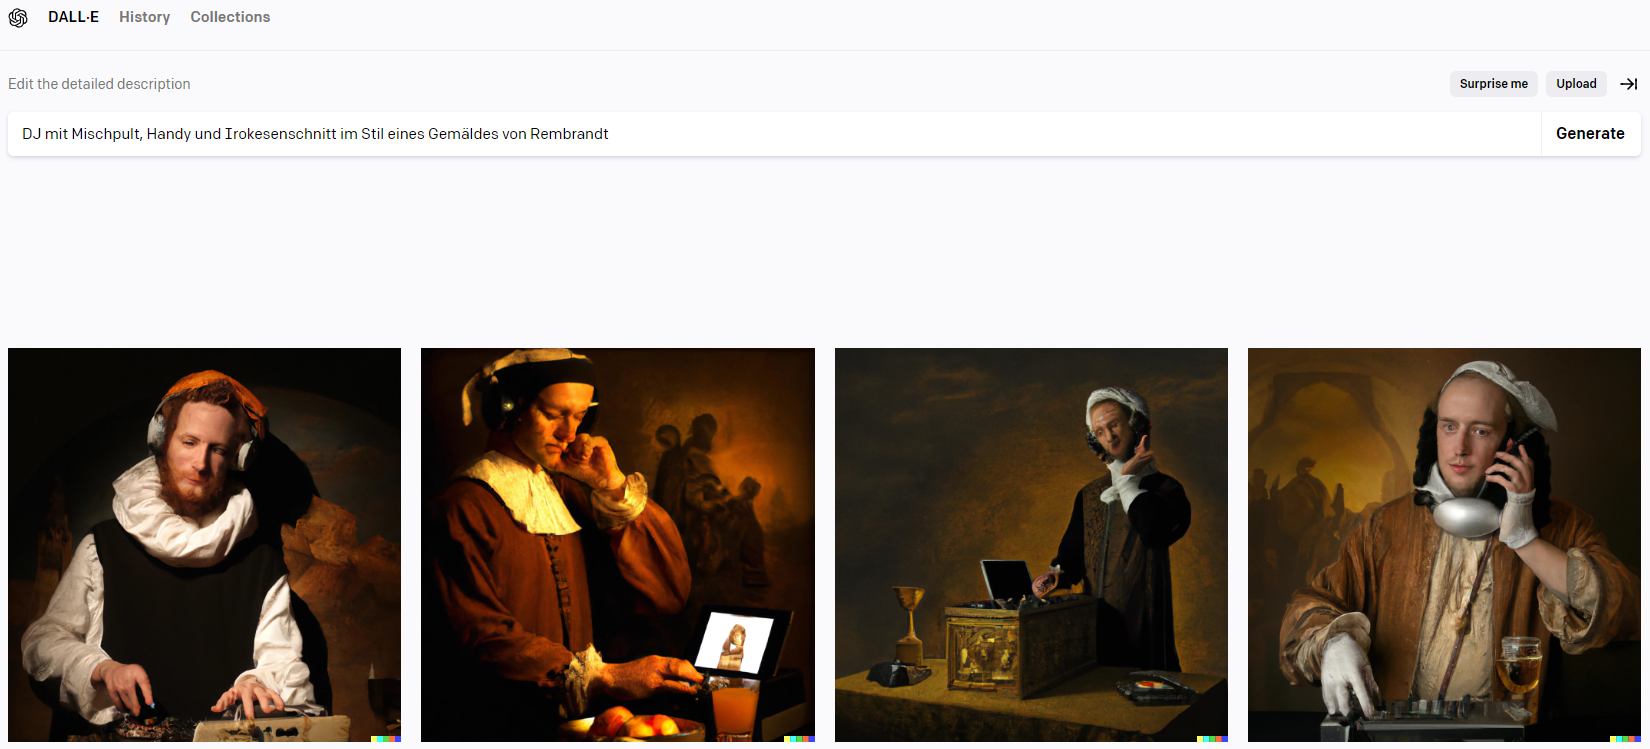 DALL·E History Collections
Edit the detailed description Surprise me Upload
DJ mit Mischpult, Handy und Irokesenschnitt im Stil eines Gemäldes von Rembrandt Generate